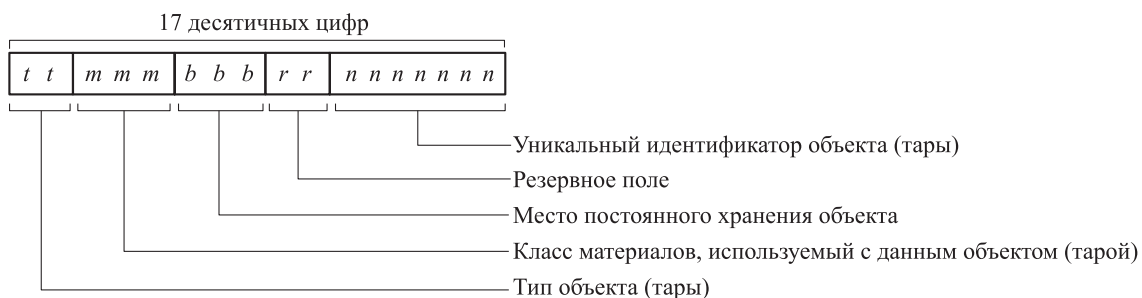 17 десятичных цифр
t t m m m b b b r r n n n n n n n
Уникальный идентификатор объекта (тары)
Резервное поле
Место постоянного хранения объекта
Класс материалов, используемый с данным объектом (тарой)
Тип объекта (тары)